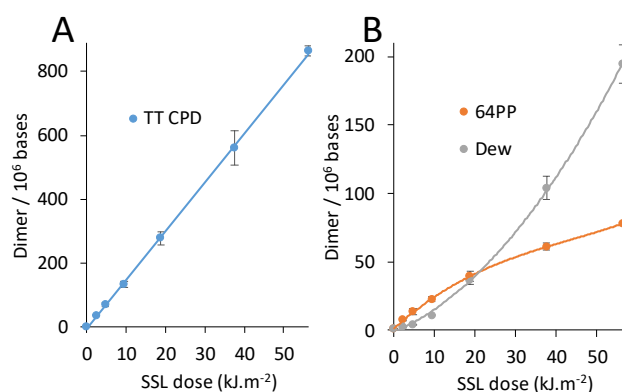 A
Dimer / 10⁶ bases
800
600
400
200
0
TT CPD
0 10 20 30 40 50
SSL dose (kJ.m⁻²)
B
Dimer / 10⁶ bases
200
150
100
50
0
64PP
Dew
0 10 20 30 40 50
SSL dose (kJ.m⁻²)